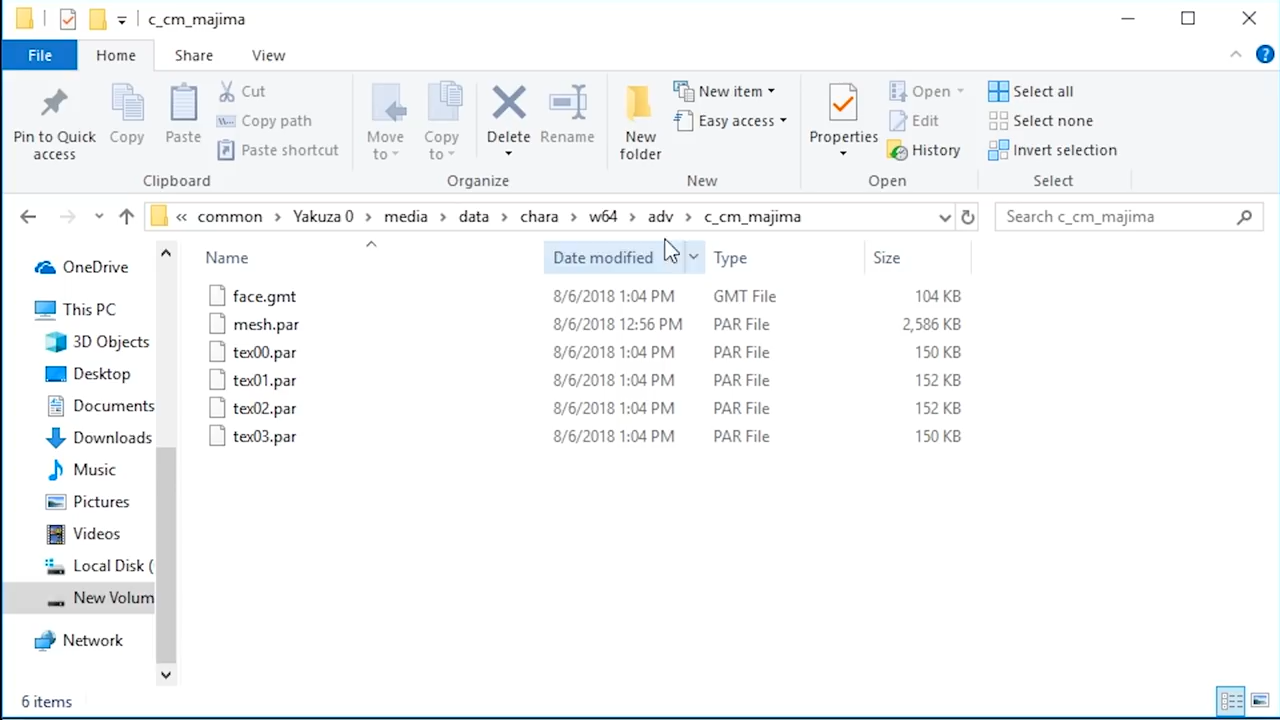 c_cm_majima
File Home Share View
Pin to Quick access
Copy
Paste
Cut
Copy path
Paste shortcut
Move to
Copy to
Delete
Rename
New folder
New item
Easy access
Properties
Open
Edit
History
Select all
Select none
Invert selection
Clipboard Organize New Open Select
« common > Yakuza 0 > media > data > chara > w64 > adv > c_cm_majima
Search c_cm_majima
Name Date modified Type Size
OneDrive
This PC
3D Objects
Desktop
Documents
Downloads
Music
Pictures
Videos
Local Disk (
New Volum
Network
face.gmt 8/6/2018 1:04 PM GMT File 104 KB
mesh.par 8/6/2018 12:56 PM PAR File 2,586 KB
tex00.par 8/6/2018 1:04 PM PAR File 150 KB
tex01.par 8/6/2018 1:04 PM PAR File 152 KB
tex02.par 8/6/2018 1:04 PM PAR File 152 KB
tex03.par 8/6/2018 1:04 PM PAR File 150 KB
6 items